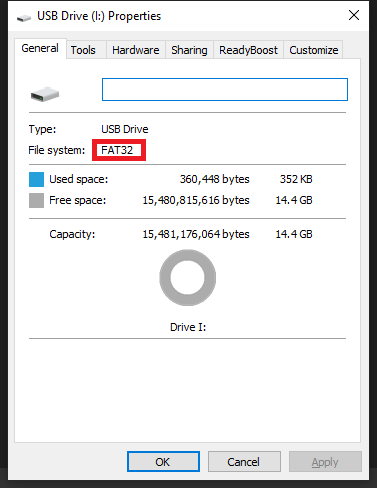 USB Drive (I:) Properties
General Tools Hardware Sharing ReadyBoost Customize
Type: USB Drive
File system: FAT32
Used space: 360,448 bytes 352 KB
Free space: 15,480,815,616 bytes 14.4 GB
Capacity: 15,481,176,064 bytes 14.4 GB
Drive I:
OK Cancel Apply